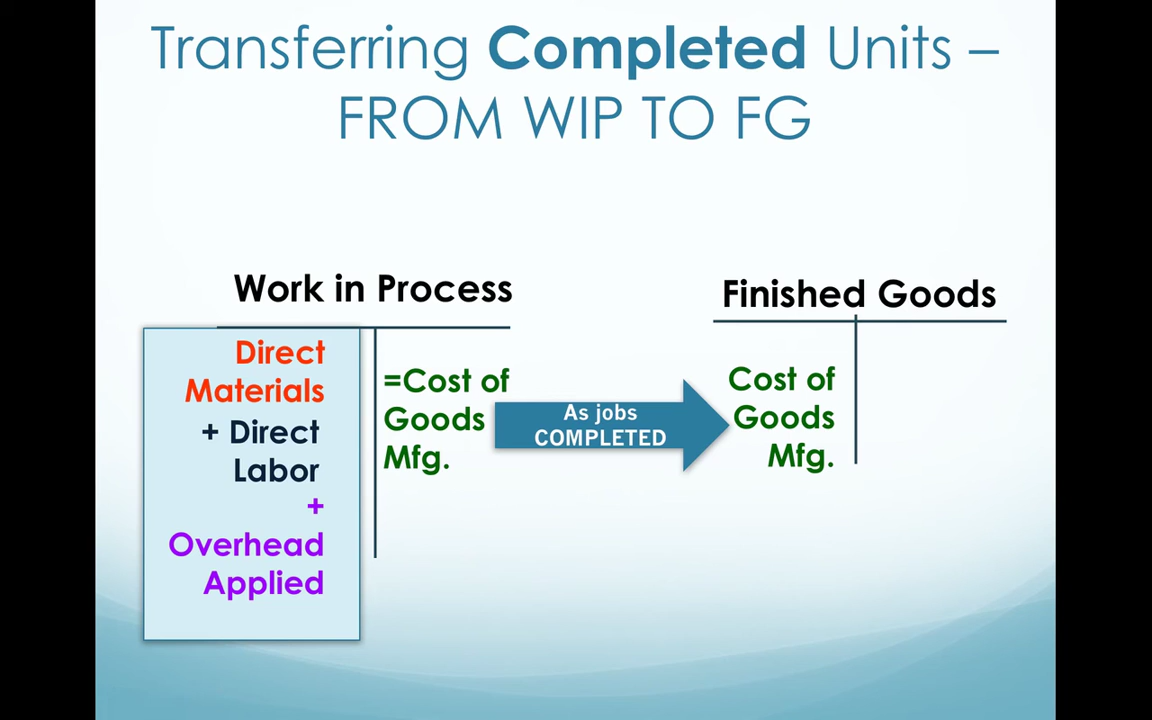 Transferring Completed Units –
FROM WIP TO FG
Work in Process
Direct
Materials
+ Direct
Labor
+
Overhead
Applied
=Cost of
Goods
Mfg.
As jobs
COMPLETED
Finished Goods
Cost of
Goods
Mfg.